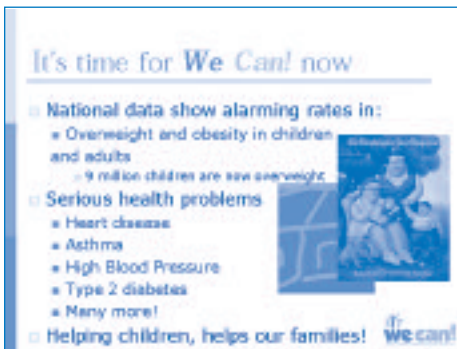 It's time for We Can! now
National data show alarming rates in:
Overweight and obesity in children
and adults
9 million children are now overweight
Serious health problems
Heart disease
Asthma
High Blood Pressure
Type 2 diabetes
Many more!
Helping children, helps our families!
we can!